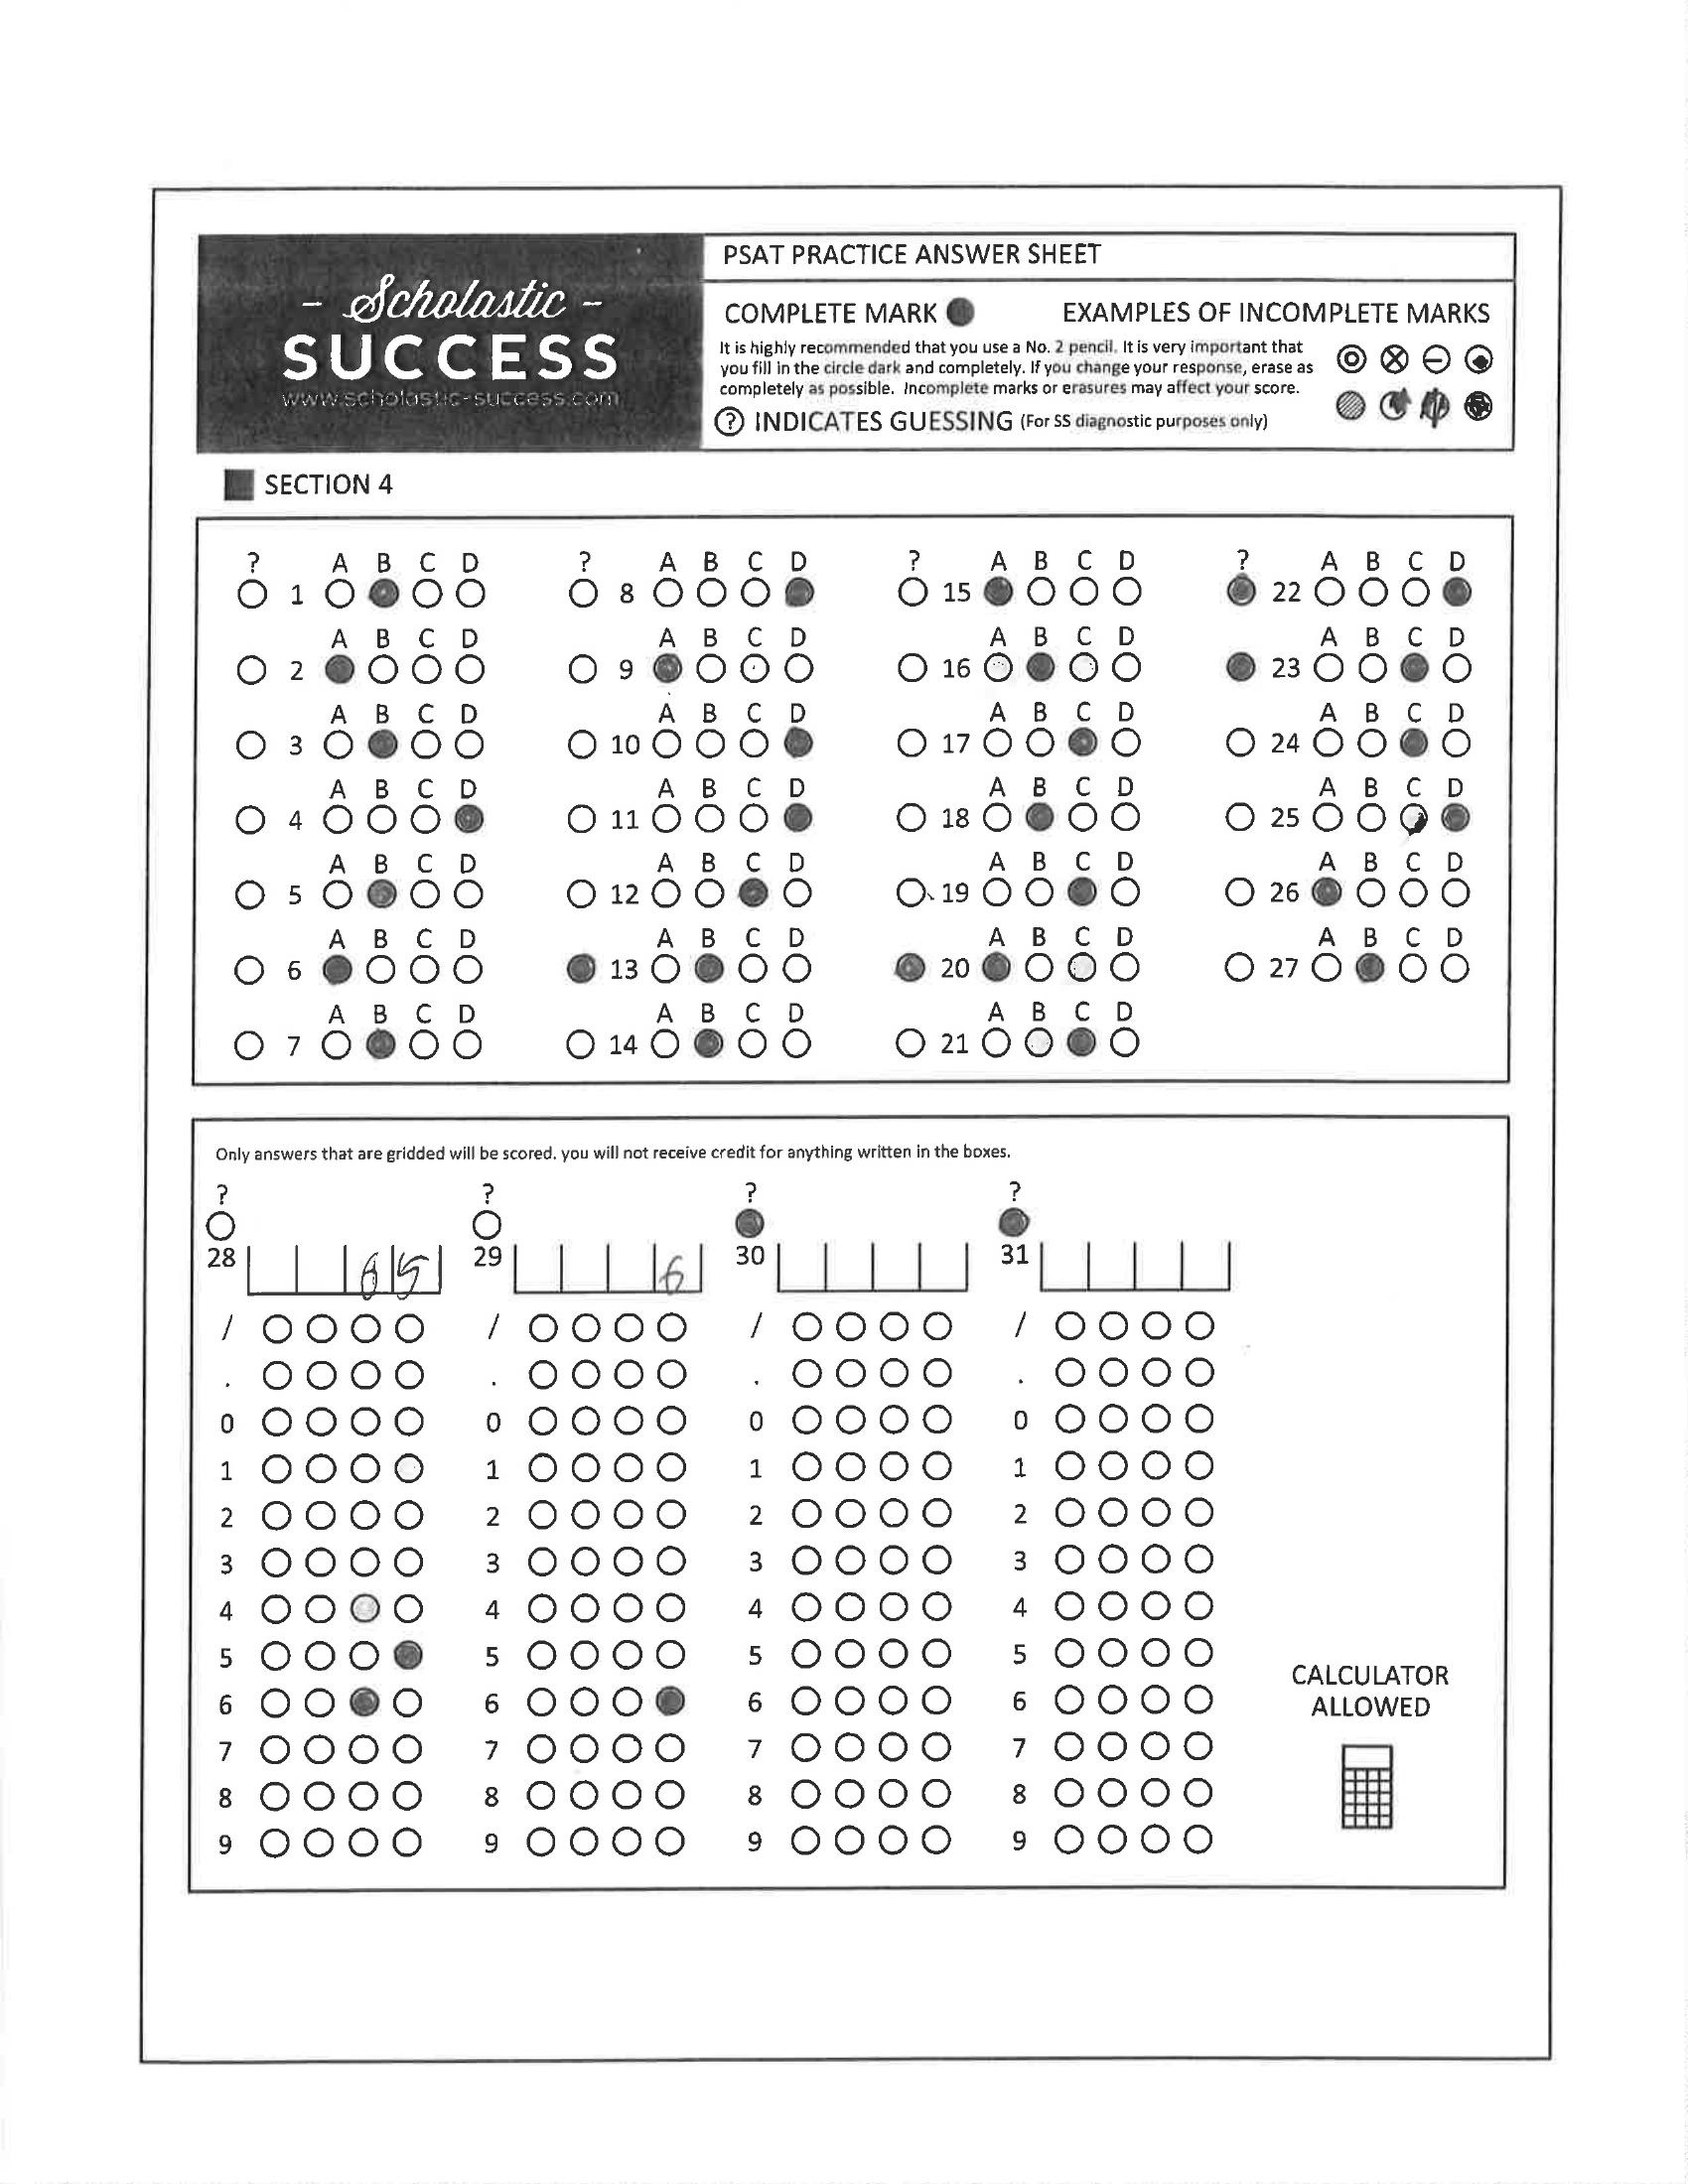 - Scholastic -
SUCCESS
www.scholastic-success.com
PSAT PRACTICE ANSWER SHEET
COMPLETE MARK
EXAMPLES OF INCOMPLETE MARKS
It is highly recommended that you use a No. 2 pencil. It is very important that
you fill in the circle dark and completely. If you change your response, erase as
completely as possible. Incomplete marks or erasures may affect your score.
? INDICATES GUESSING (For SS diagnostic purposes only)
SECTION 4
? A B C D ? A B C D ? A B C D ? A B C D
1 8 15 22
A B C D A B C D A B C D A B C D
2 9 16 23
A B C D A B C D A B C D A B C D
3 10 17 24
A B C D A B C D A B C D A B C D
4 11 18 25
A B C D A B C D A B C D A B C D
5 12 19 26
A B C D A B C D A B C D A B C D
6 13 20 27
A B C D A B C D A B C D
7 14 21
Only answers that are gridded will be scored. you will not receive credit for anything written in the boxes.
? ? ? ?
28 65 29 6 30 31
/ / / /
. . . .
0 0 0 0
1 1 1 1
2 2 2 2
3 3 3 3
4 4 4 4
5 5 5 5
6 6 6 6
7 7 7 7
8 8 8 8
9 9 9 9
CALCULATOR
ALLOWED